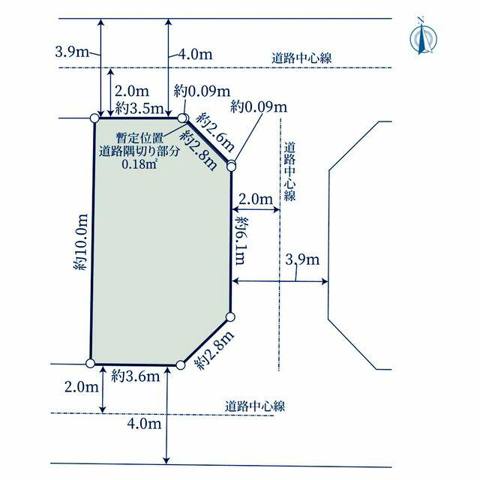 N
3.9m
4.0m
道路中心線
2.0m
約0.09m
約3.5m
約0.09m
約2.6m
約2.8m
暫定位置
道路隅切り部分
0.18㎡
道路中心線
2.0m
約10.0m
約6.1m
3.9m
約2.8m
約3.6m
2.0m
道路中心線
4.0m